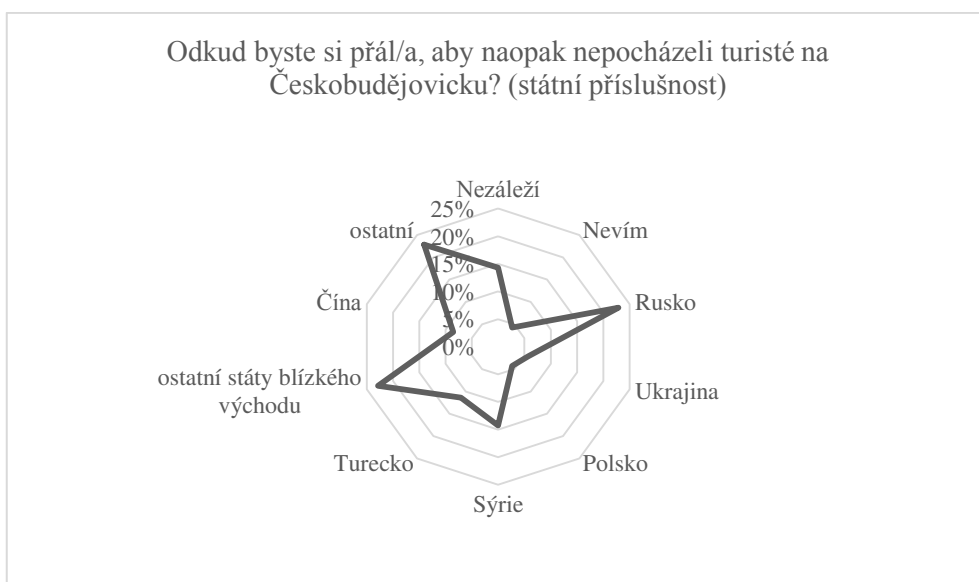 Odkud byste si přál/a, aby naopak nepocházeli turisté na
Českobudějovicku? (státní příslušnost)
Nezáleží
25%
ostatní
Nevím
20%
15%
Čína
10%
Rusko
5%
0%
ostatní státy blízkého
východu
Ukrajina
Turecko
Polsko
Sýrie